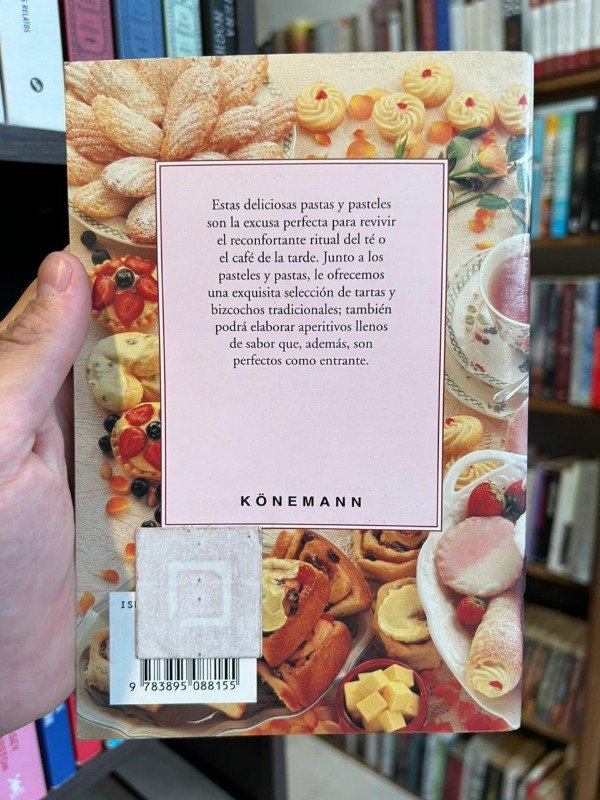 RELATOS
Estas deliciosas pastas y pasteles
son la excusa perfecta para revivir
el reconfortante ritual del té o
el café de la tarde. Junto a los
pasteles y pastas, le ofrecemos
una exquisita selección de tartas y
bizcochos tradicionales; también
podrá elaborar aperitivos llenos
de sabor que, además, son
perfectos como entrante.
KÖNEMANN
9 783895 088155